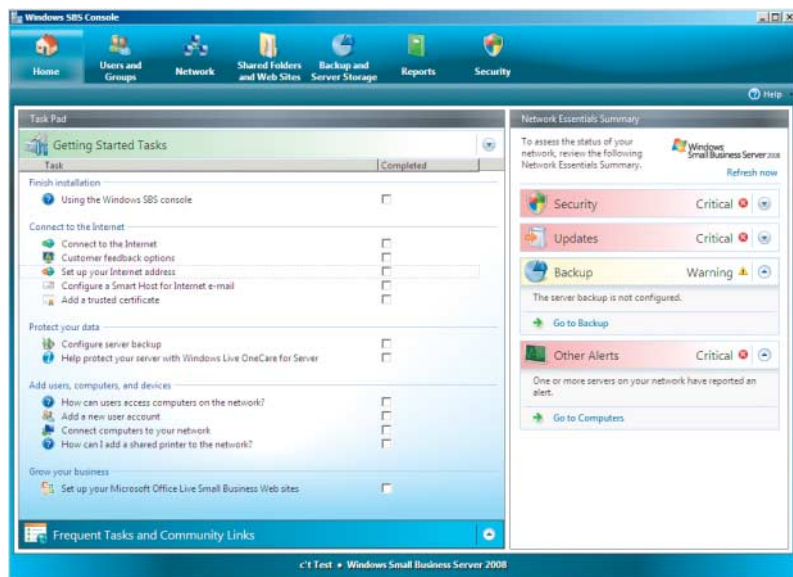 Windows SBS Console
Home
Users and
Groups
Network
Shared Folders
and Web Sites
Backup and
Server Storage
Reports
Security
Help
Task Pad
Getting Started Tasks
Task
Completed
Finish installation
Using the Windows SBS console
Connect to the Internet
Connect to the Internet
Customer feedback options
Set up your Internet address
Configure a Smart Host for Internet e-mail
Add a trusted certificate
Protect your data
Configure server backup
Help protect your server with Windows Live OneCare for Server
Add users, computers, and devices
How can users access computers on the network?
Add a new user account
Connect computers to your network
How can I add a shared printer to the network?
Grow your business
Set up your Microsoft Office Live Small Business Web sites
Frequent Tasks and Community Links
Network Essentials Summary
To assess the status of your
network, review the following
Network Essentials Summary.
Windows
Small Business Server 2008
Refresh now
Security Critical
Updates Critical
Backup Warning
The server backup is not configured.
Go to Backup
Other Alerts Critical
One or more servers on your network have reported an
alert.
Go to Computers
c't Test • Windows Small Business Server 2008